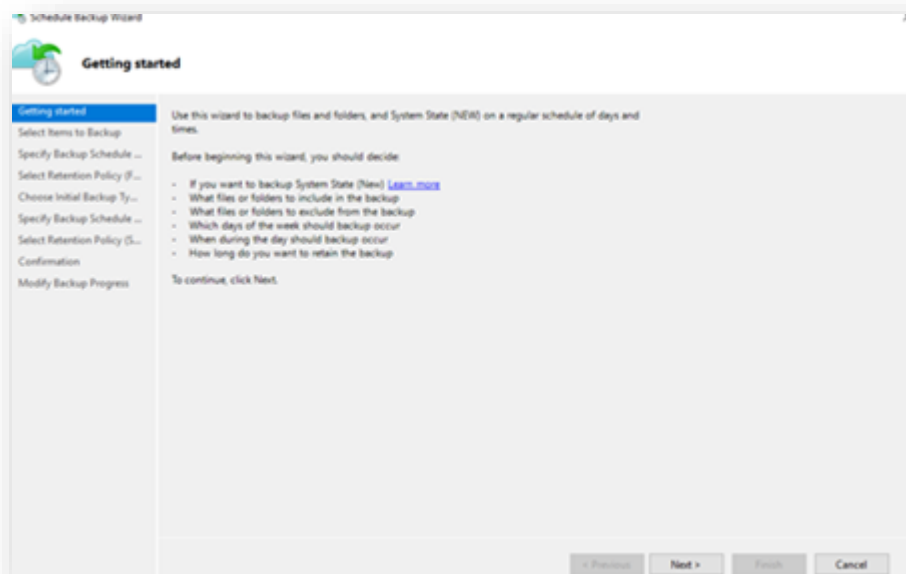 Schedule Backup Wizard
Getting started
Getting started
Select Items to Backup
Specify Backup Schedule ...
Select Retention Policy (F...
Choose Initial Backup Ty...
Specify Backup Schedule ...
Select Retention Policy (S...
Confirmation
Modify Backup Progress
Use this wizard to backup files and folders, and System State (NEW) on a regular schedule of days and
times.
Before beginning this wizard, you should decide:
- If you want to backup System State (New) Learn more
- What files or folders to include in the backup
- What files or folders to exclude from the backup
- Which days of the week should backup occur
- When during the day should backup occur
- How long do you want to retain the backup
To continue, click Next.
< Previous
Next >
Finish
Cancel